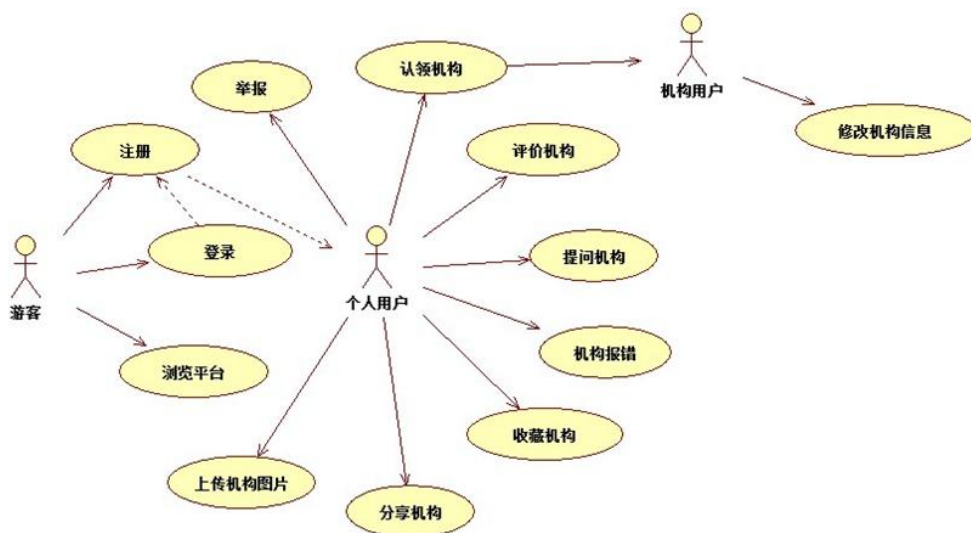 认领机构
机构用户
举报
修改机构信息
注册
评价机构
登录
提问机构
游客
个人用户
机构报错
浏览平台
收藏机构
上传机构图片
分享机构